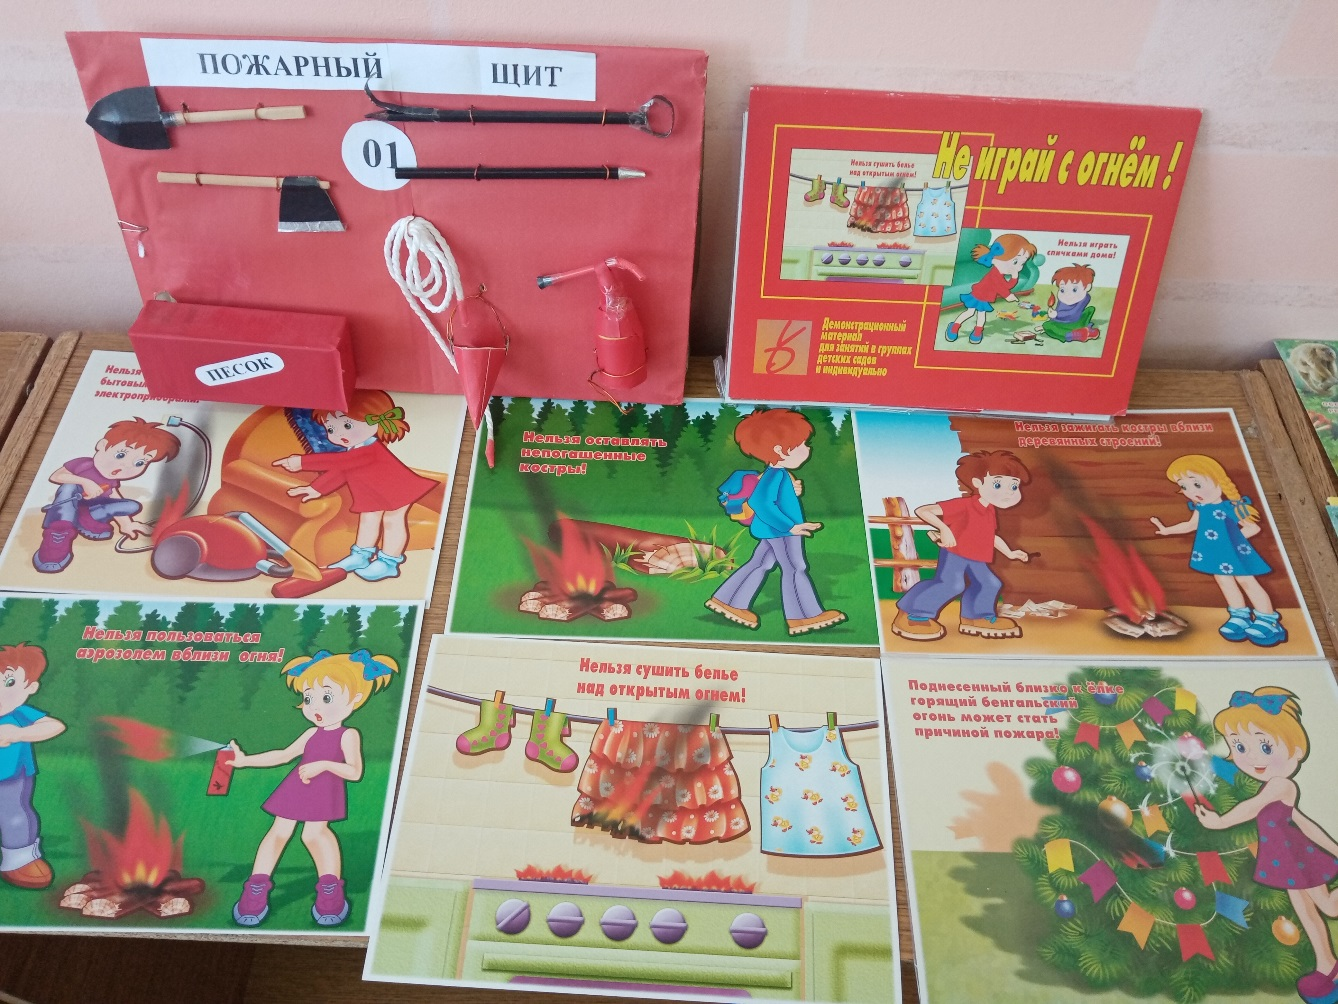 ПОЖАРНЫЙ ЩИТ
01
ПЕСОК
Не играй с огнём!
Нельзя сушить белье
над открытым огнем!
Нельзя играть
спичками дома!
Демонстрационный
материал
для занятий в группах
детских садов
и индивидуально
Нельзя
бытовым
электроприборами!
Нельзя оставлять
непогашенные
костры!
Нельзя зажигать костры вблизи
деревянных строений!
Нельзя пользоваться
аэрозолем вблизи огня!
Нельзя сушить белье
над открытым огнем!
Поднесенный близко к ёлке
горящий бенгальский
огонь может стать
причиной пожара!